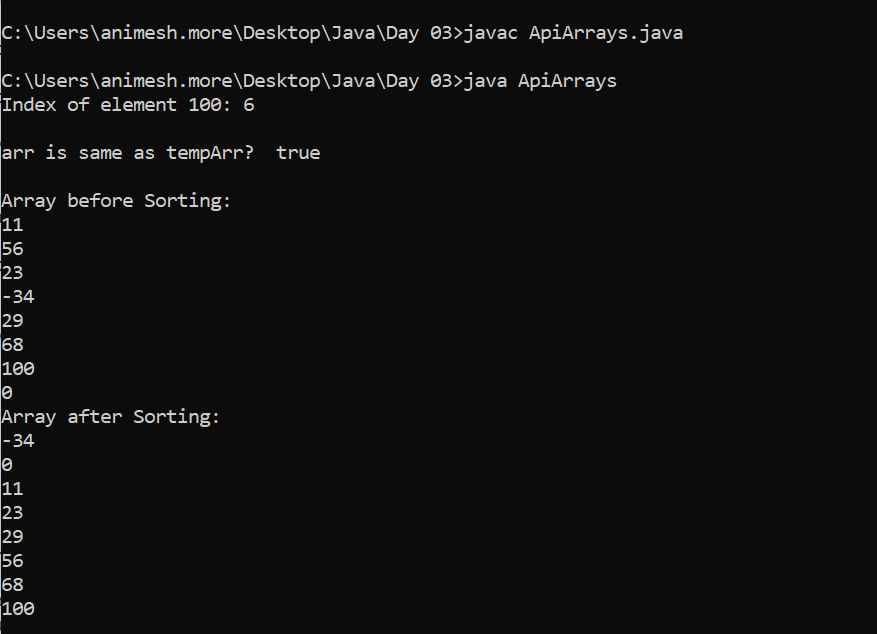 C:\Users\animesh.more\Desktop\Java\Day 03>javac ApiArrays.java
C:\Users\animesh.more\Desktop\Java\Day 03>java ApiArrays
Index of element 100: 6
arr is same as tempArr?  true
Array before Sorting:
11
56
23
-34
29
68
100
0
Array after Sorting:
-34
0
11
23
29
56
68
100